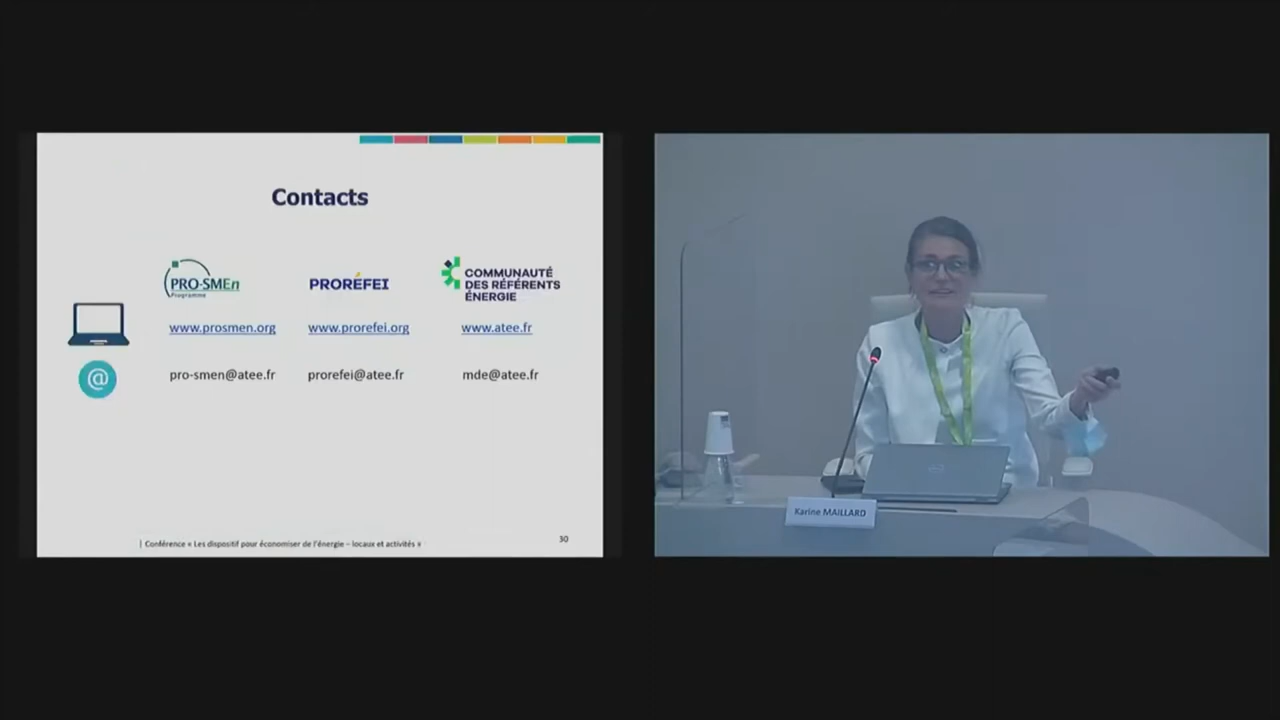 Contacts
PRO-SMEn
Programme
PRORÉFEI
COMMUNAUTÉ
DES RÉFÉRENTS
ÉNERGIE
www.prosmen.org
www.prorefei.org
www.atee.fr
@
pro-smen@atee.fr
prorefei@atee.fr
mde@atee.fr
| Conférence « Les dispositif pour économiser de l'énergie – locaux et activités »
30
Karine MAILLARD